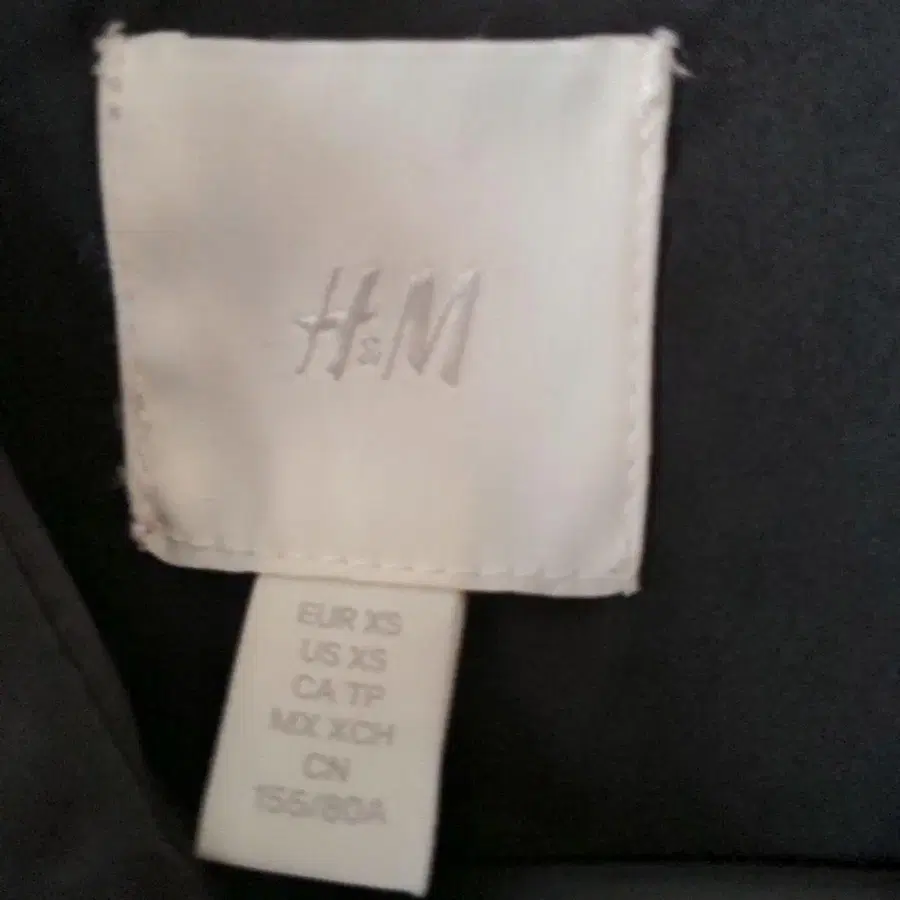 H&M
EUR XS
US XS
CA TP
MX XCH
CN
155/80A